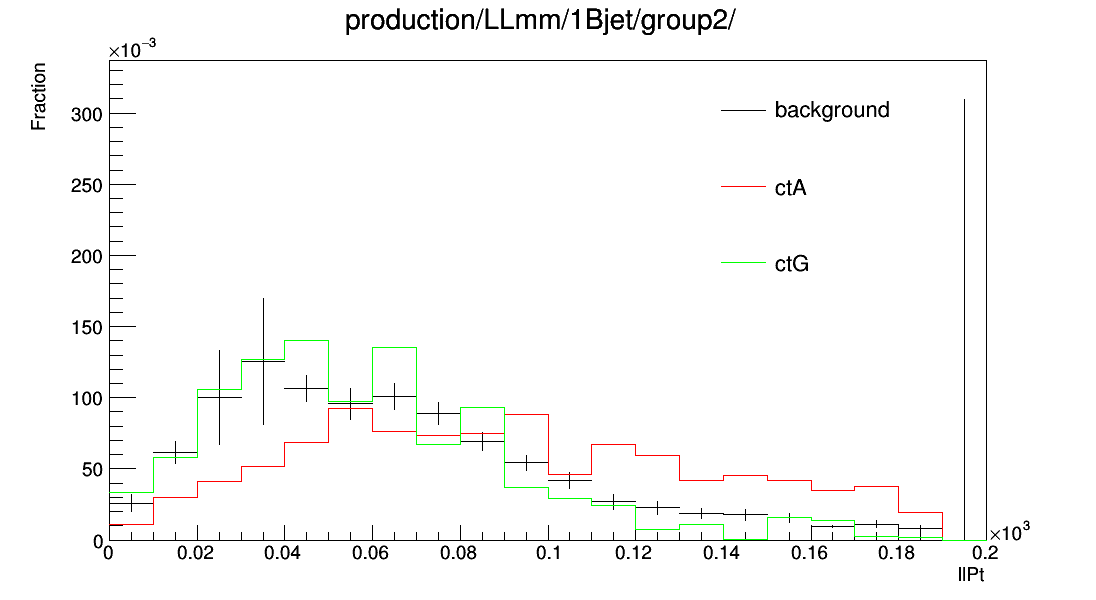 production/LLmm/1Bjet/group2/
×10⁻³
Fraction
300
250
200
150
100
50
0
background
ctA
ctG
0 0.02 0.04 0.06 0.08 0.1 0.12 0.14 0.16 0.18 0.2
×10³
llPt